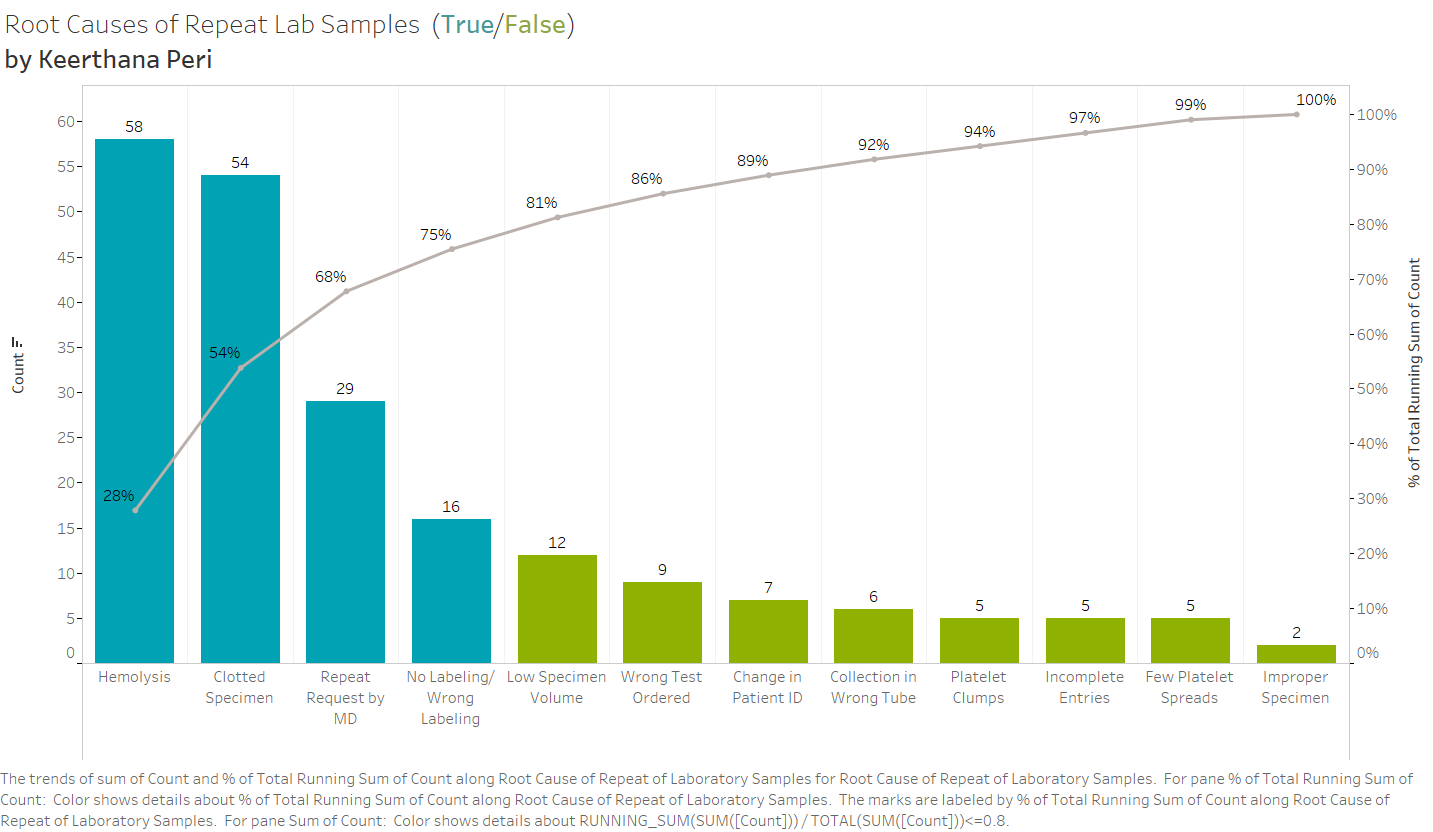 Root Causes of Repeat Lab Samples (True/False)
by Keerthana Peri
100%
99%
97%
94%
92%
89%
86%
81%
75%
68%
54%
28%
58
54
29
16
12
9
7
6
5
5
5
2
60
55
50
45
40
35
30
25
20
15
10
5
0
Count
100%
90%
80%
70%
60%
50%
40%
30%
20%
10%
0%
% of Total Running Sum of Count
Hemolysis
Clotted
Specimen
Repeat
Request by
MD
No Labeling/
Wrong
Labeling
Low Specimen
Volume
Wrong Test
Ordered
Change in
Patient ID
Collection in
Wrong Tube
Platelet
Clumps
Incomplete
Entries
Few Platelet
Spreads
Improper
Specimen
The trends of sum of Count and % of Total Running Sum of Count along Root Cause of Repeat of Laboratory Samples for Root Cause of Repeat of Laboratory Samples. For pane % of Total Running Sum of
Count: Color shows details about % of Total Running Sum of Count along Root Cause of Repeat of Laboratory Samples. The marks are labeled by % of Total Running Sum of Count along Root Cause of
Repeat of Laboratory Samples. For pane Sum of Count: Color shows details about RUNNING_SUM(SUM([Count])) / TOTAL(SUM([Count]))<=0.8.